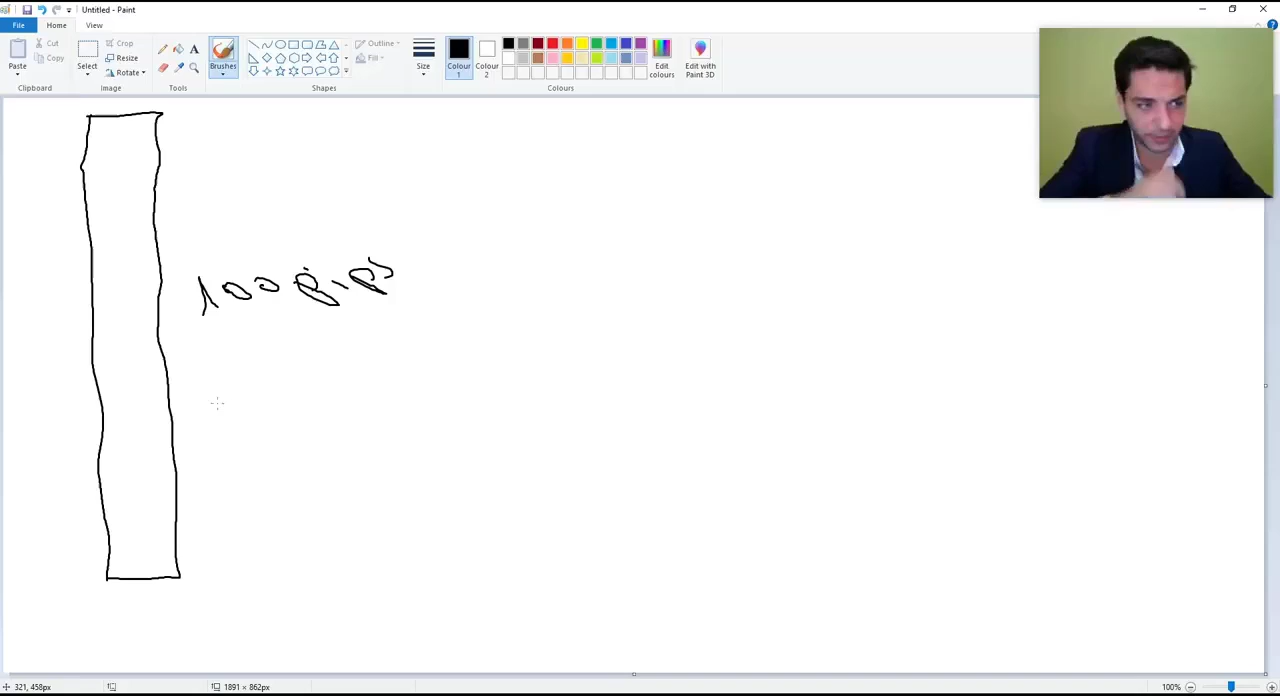 Untitled - Paint
File
Home
View
Paste
Cut
Copy
Clipboard
Select
Crop
Resize
Rotate
Image
Tools
Brushes
Shapes
Outline
Fill
Size
Colour 1
Colour 2
Edit colours
Edit with Paint 3D
Colours
100
321, 458px
1891 × 862px
100%